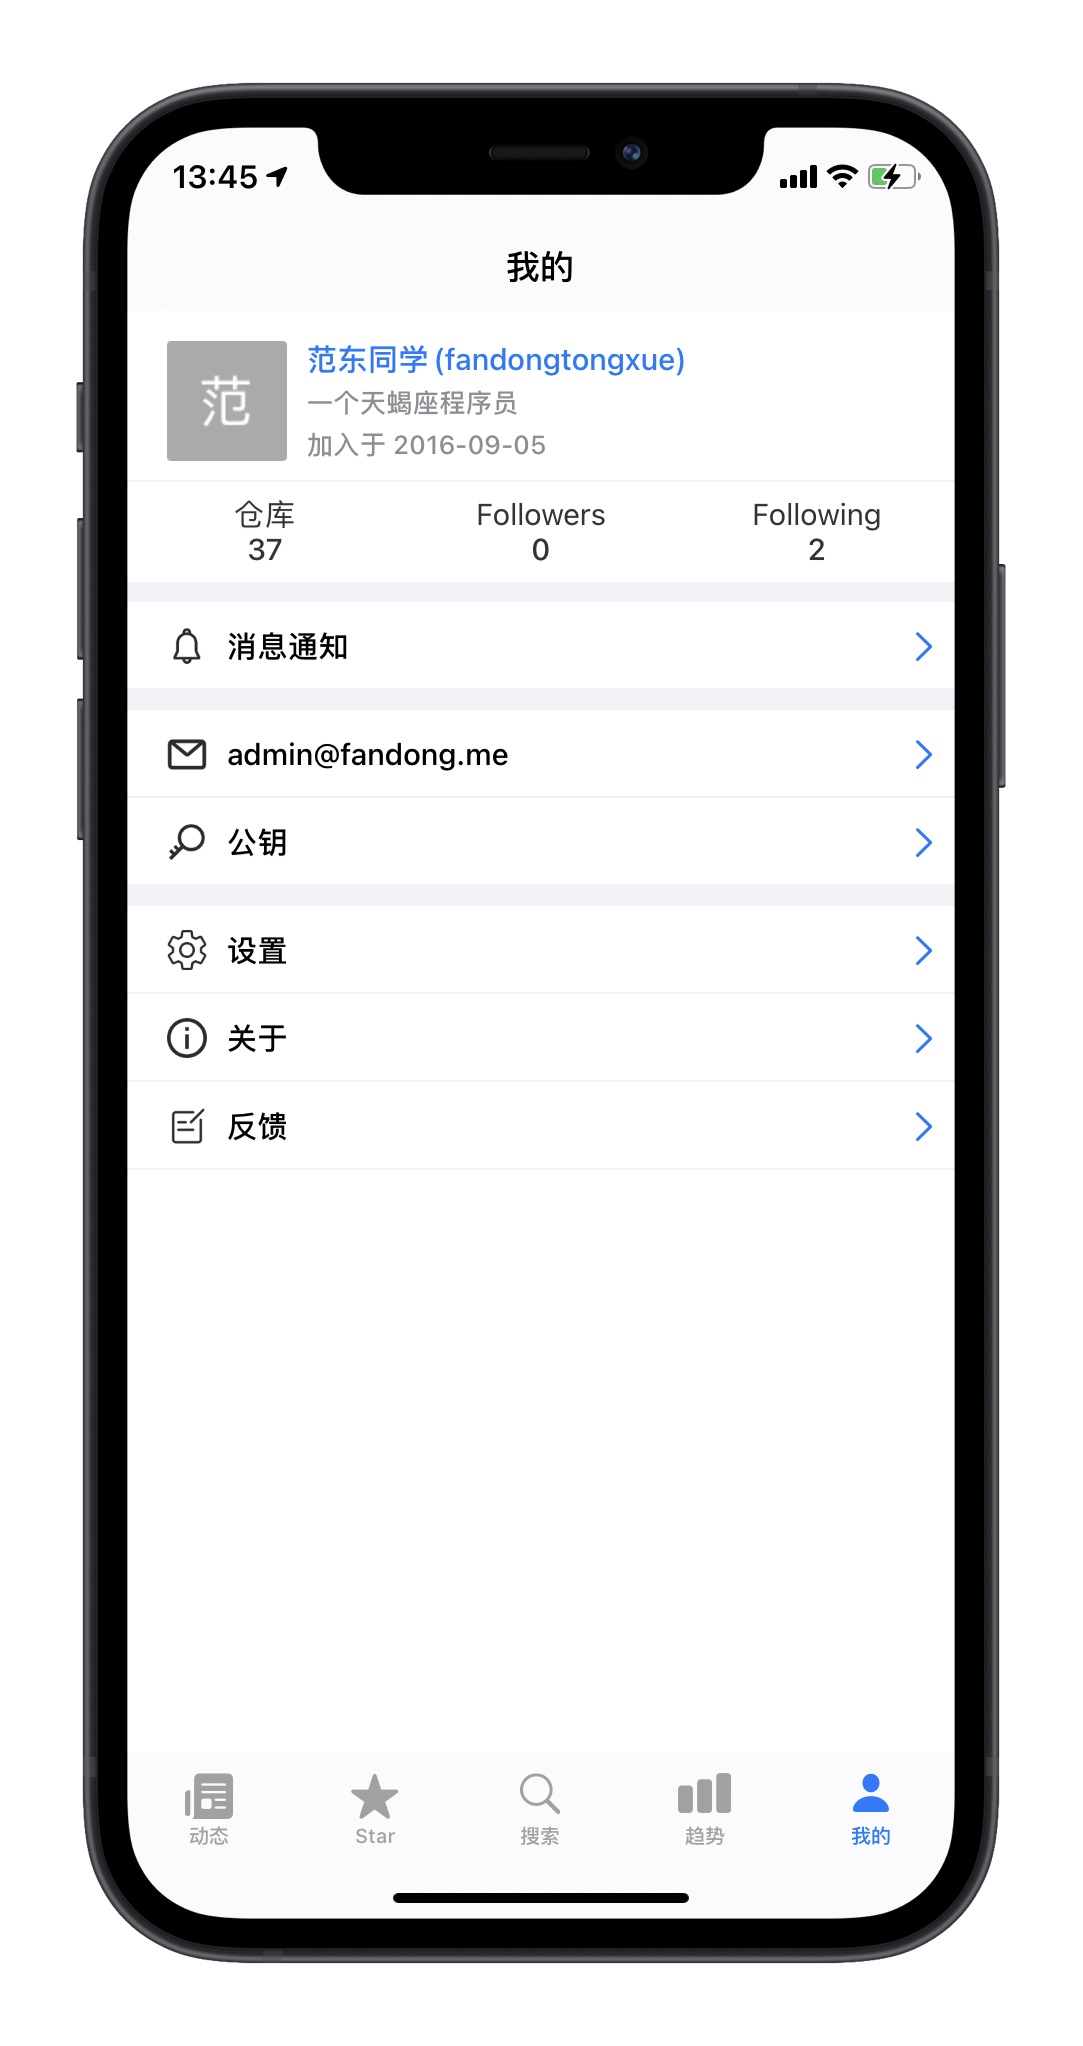 13:45
我的
范
范东同学 (fandongtongxue)
一个天蝎座程序员
加入于 2016-09-05
仓库 Followers Following
37 0 2
消息通知
admin@fandong.me
公钥
设置
关于
反馈
动态 Star 搜索 趋势 我的